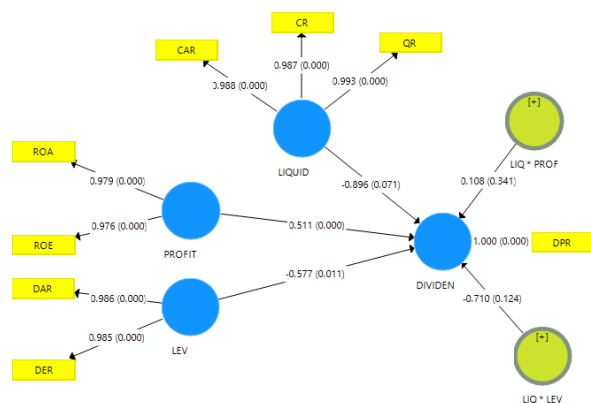 CR
CAR
QR
0.987 (0.000)
0.988 (0.000)
0.993 (0.000)
[+]
LIQUID
LIQ * PROF
ROA
0.979 (0.000)
-0.896 (0.071)
0.108 (0.341)
ROE
0.976 (0.000)
PROFIT
0.511 (0.000)
1.000 (0.000)
DPR
DAR
0.986 (0.000)
-0.577 (0.011)
DIVIDEN
-0.710 (0.124)
0.985 (0.000)
DER
LEV
[+]
LIQ * LEV